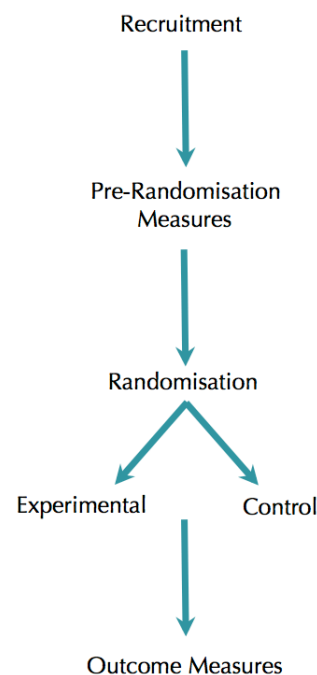 Recruitment
Pre-Randomisation
Measures
Randomisation
Experimental
Control
Outcome Measures